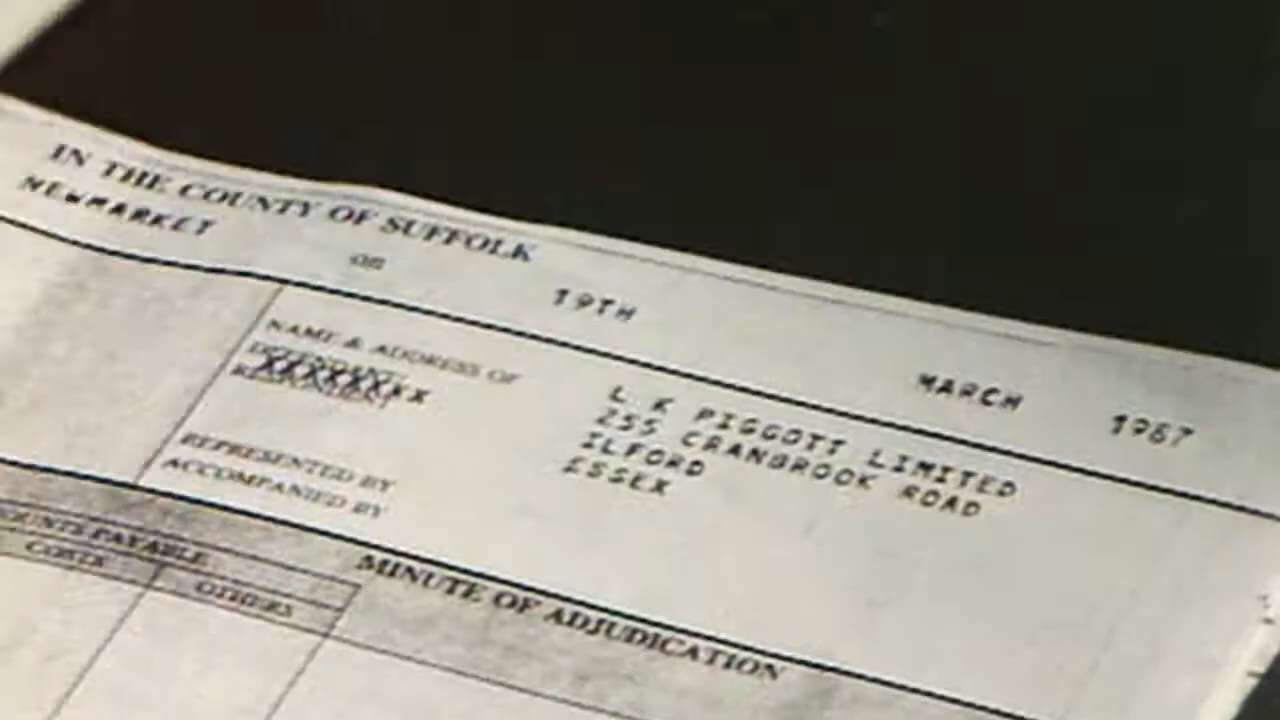 IN THE COUNTY OF SUFFOLK
NEWMARKET
on 19TH MARCH 1987
NAME & ADDRESS OF
DEFENDANT
XXXXXXXXX
L K PIGGOTT LIMITED
255 CRANBROOK ROAD
ILFORD
ESSEX
REPRESENTED BY
ACCOMPANIED BY
PAYABLE
COSTS
OTHERS
MINUTE OF ADJUDICATION